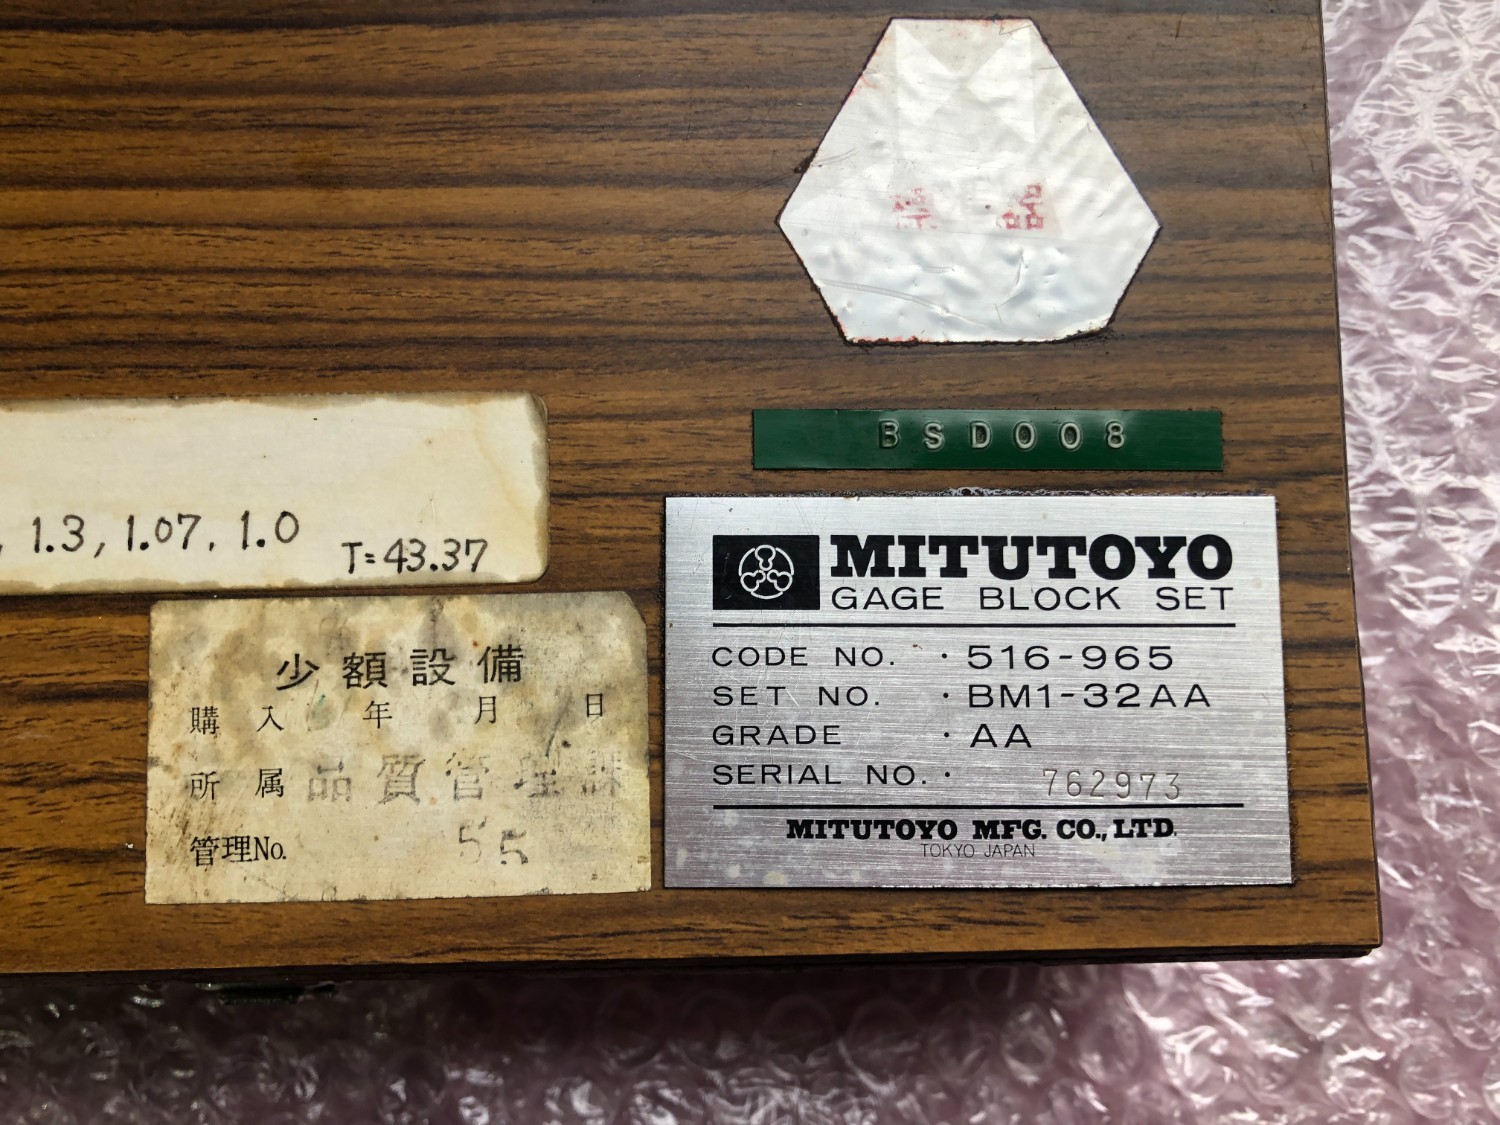 BSD008
, 1.3, 1.07, 1.0 T=43.37
少額設備
購入 年 月 日
所属 品質管理課
管理No. 55
MITUTOYO
GAGE BLOCK SET
CODE NO. · 516-965
SET NO. · BM1-32AA
GRADE · AA
SERIAL NO. · 762973
MITUTOYO MFG. CO., LTD.
TOKYO JAPAN